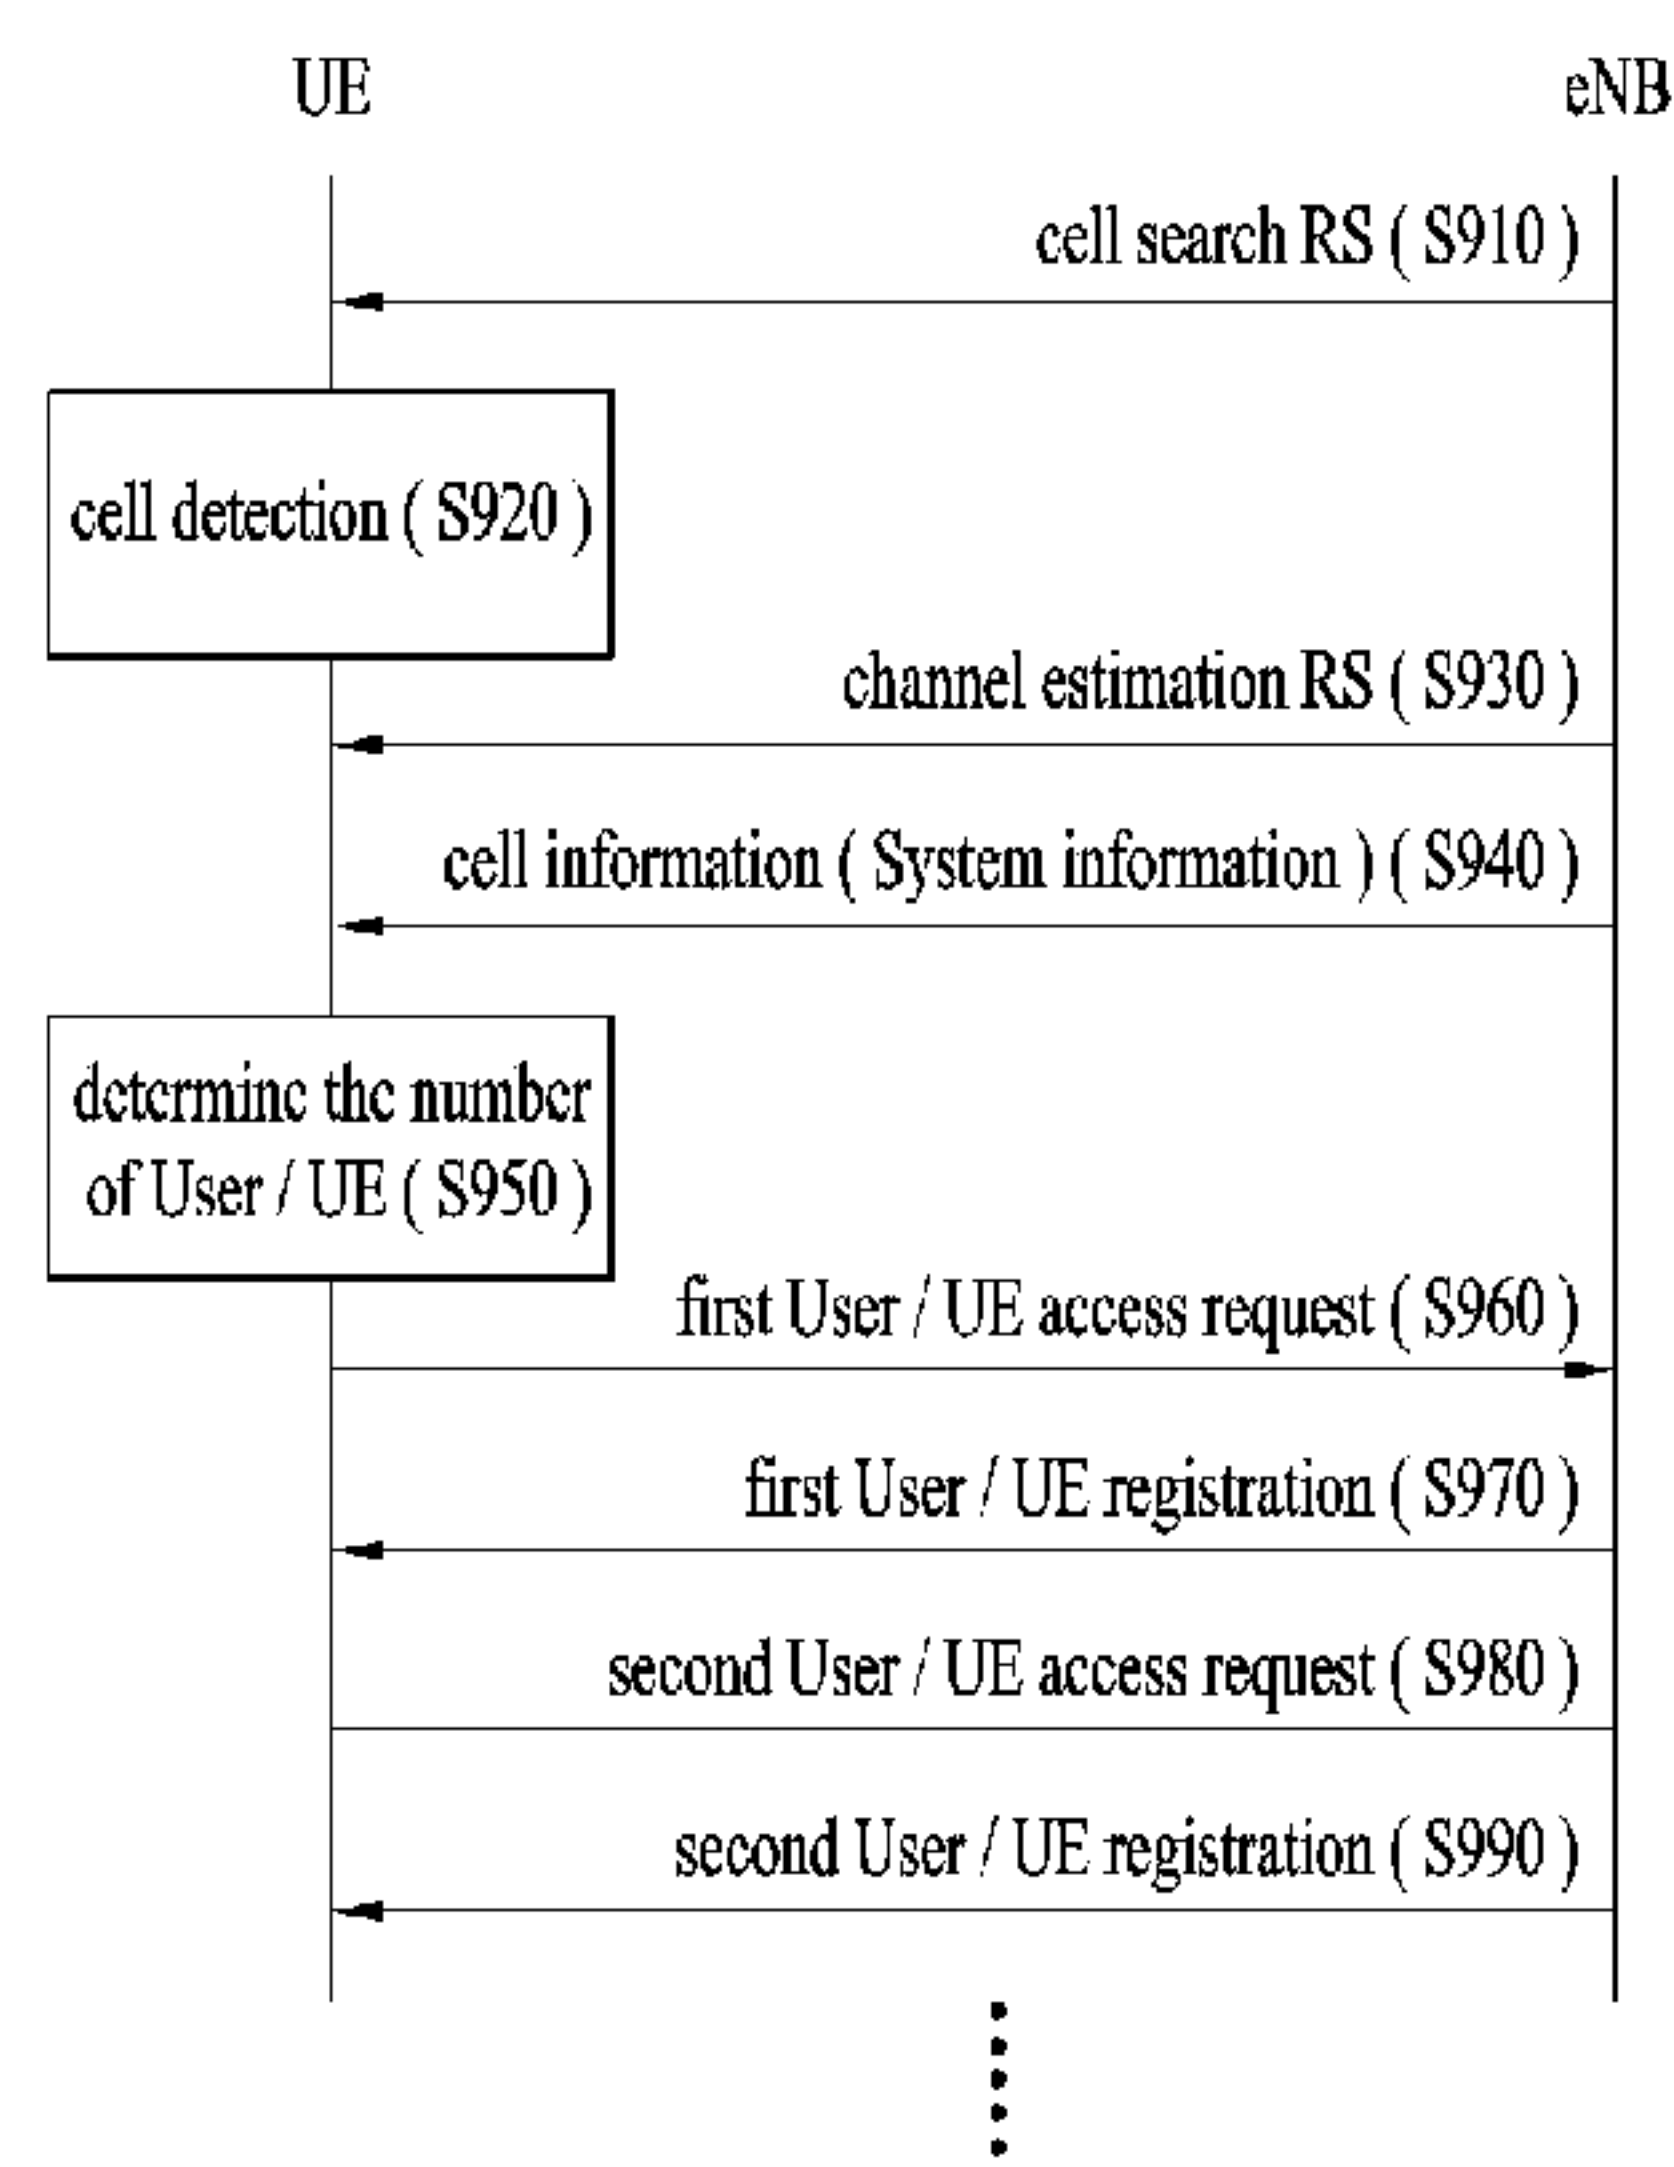 UE
eNB
cell search RS ( S910 )
cell detection ( S920 )
channel estimation RS ( S930 )
cell information ( System information ) ( S940 )
determine the number
of User / UE ( S950 )
first User / UE access request ( S960 )
first User / UE registration ( S970 )
second User / UE access request ( S980 )
second User / UE registration ( S990 )